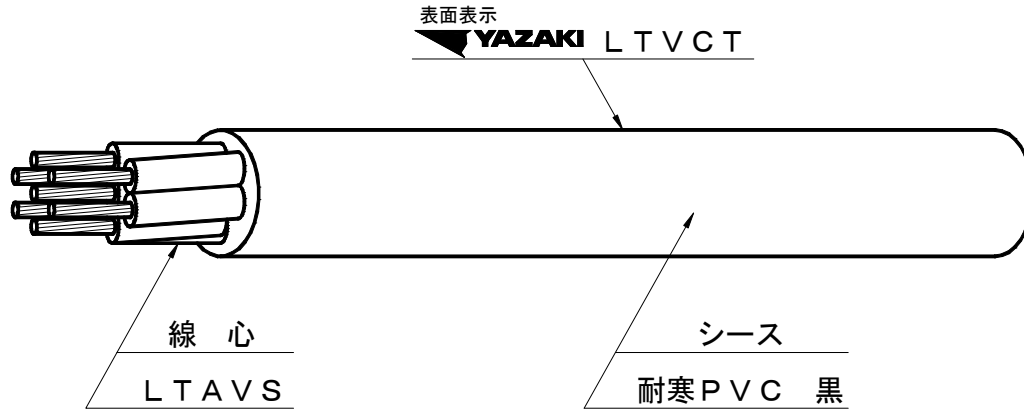 表面表示
YAZAKI LTVCT
線 心
LTAVS
シース
耐寒PVC 黒